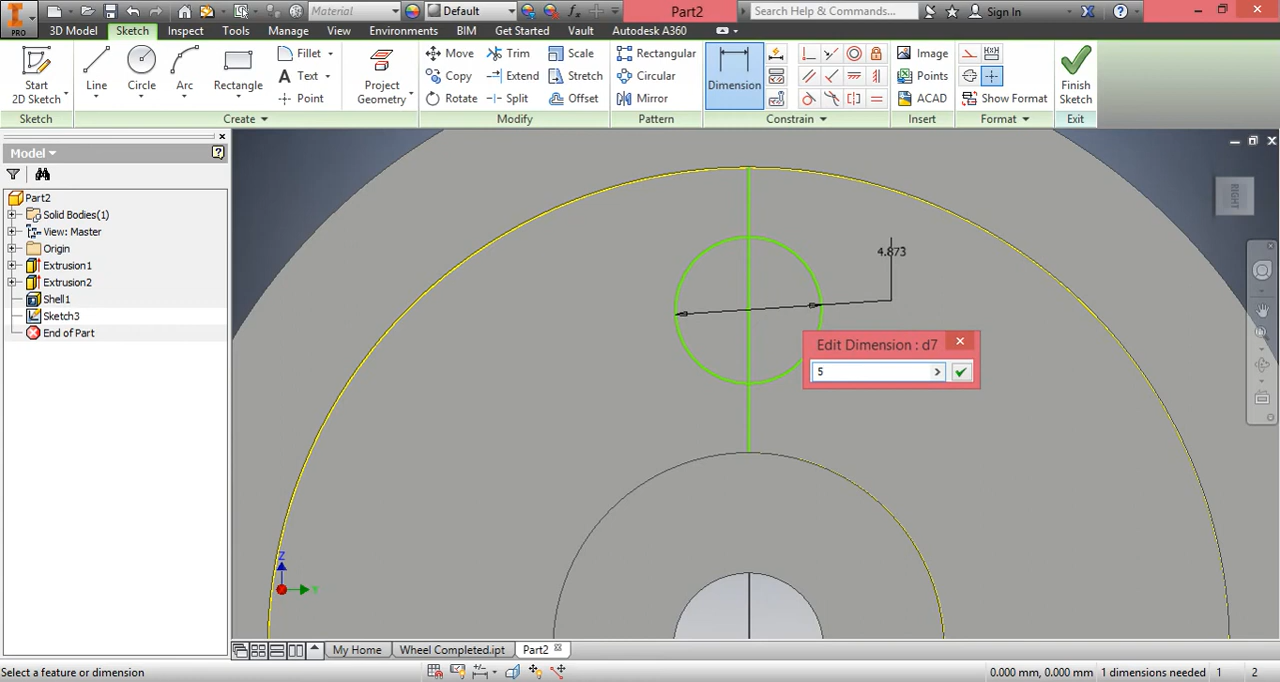 Material
Default
Part2
Search Help & Commands...
Sign In
PRO
3D Model
Sketch
Inspect
Tools
Manage
View
Environments
BIM
Get Started
Vault
Autodesk A360
Start
2D Sketch
Line
Circle
Arc
Rectangle
Fillet
Text
Point
Project
Geometry
Move
Copy
Rotate
Trim
Extend
Split
Scale
Stretch
Offset
Rectangular
Circular
Mirror
Dimension
Image
Points
ACAD
Show Format
Finish
Sketch
Sketch
Create
Modify
Pattern
Constrain
Insert
Format
Exit
Model
Part2
Solid Bodies(1)
View: Master
Origin
Extrusion1
Extrusion2
Shell1
Sketch3
End of Part
RIGHT
4.873
Edit Dimension : d7
5
Z
Y
My Home
Wheel Completed.ipt
Part2
Select a feature or dimension
0.000 mm, 0.000 mm
1 dimensions needed
1
2